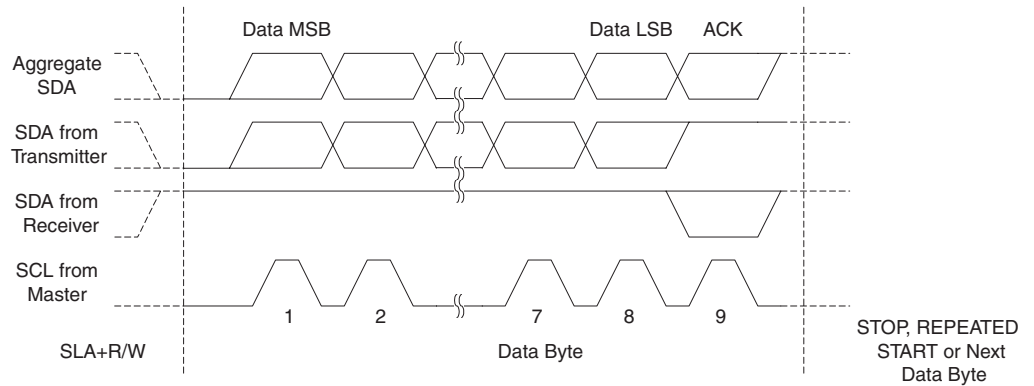 Data MSB
Data LSB
ACK
Aggregate
SDA
SDA from
Transmitter
SDA from
Receiver
SCL from
Master
1
2
7
8
9
SLA+R/W
Data Byte
STOP, REPEATED
START or Next
Data Byte